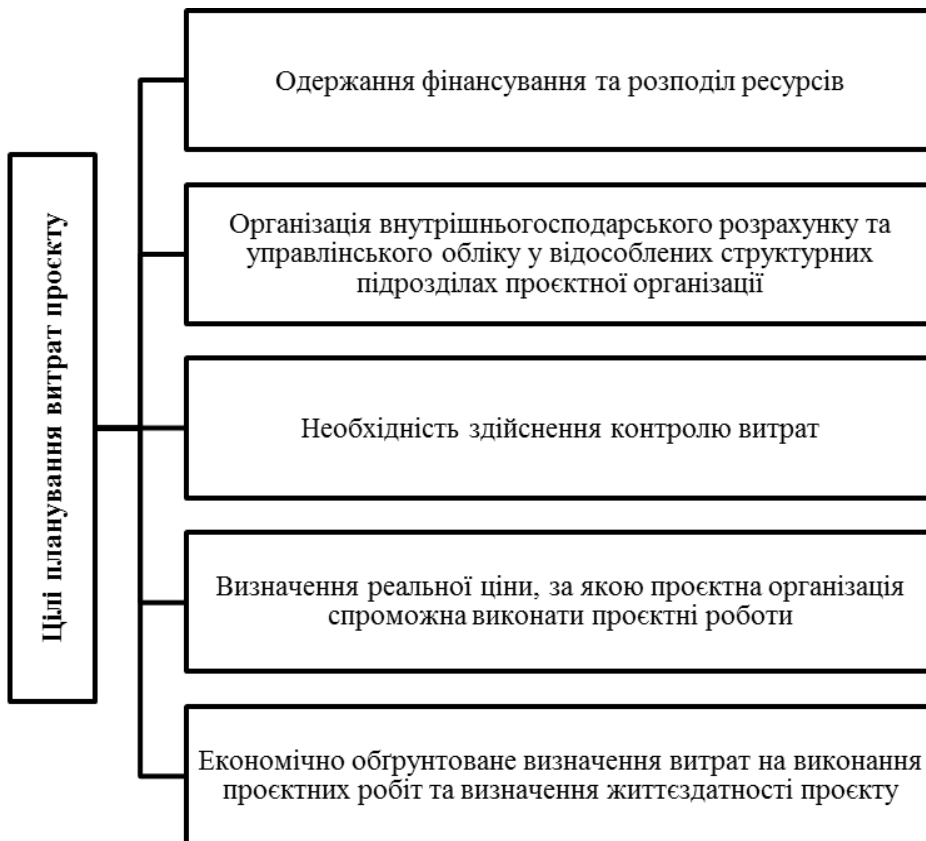 Цілі планування витрат проєкту
Одержання фінансування та розподіл ресурсів
Організація внутрішньогосподарського розрахунку та
управлінського обліку у відособлених структурних
підрозділах проєктної організації
Необхідність здійснення контролю витрат
Визначення реальної ціни, за якою проєктна організація
спроможна виконати проєктні роботи
Економічно обґрунтоване визначення витрат на виконання
проєктних робіт та визначення життєздатності проєкту